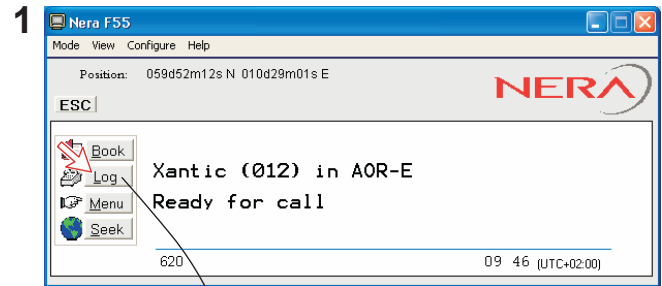 1
Nera F55
Mode View Configure Help
Position: 059d52m12s N 010d29m01s E
NERA
ESC
Book
Log
Menu
Seek
Xantic (012) in AOR-E
Ready for call
620 09 46 (UTC+02:00)